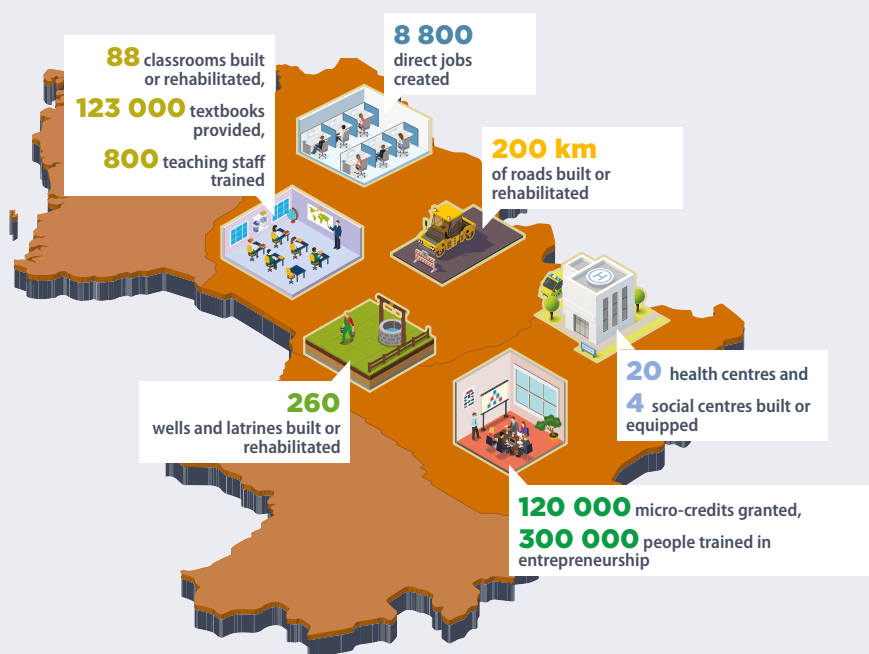 88 classrooms built
or rehabilitated,
123 000 textbooks
provided,
800 teaching staff
trained
8 800
direct jobs
created
200 km
of roads built or
rehabilitated
H
260
wells and latrines built or
rehabilitated
20 health centres and
4 social centres built or
equipped
120 000 micro-credits granted,
300 000 people trained in
entrepreneurship